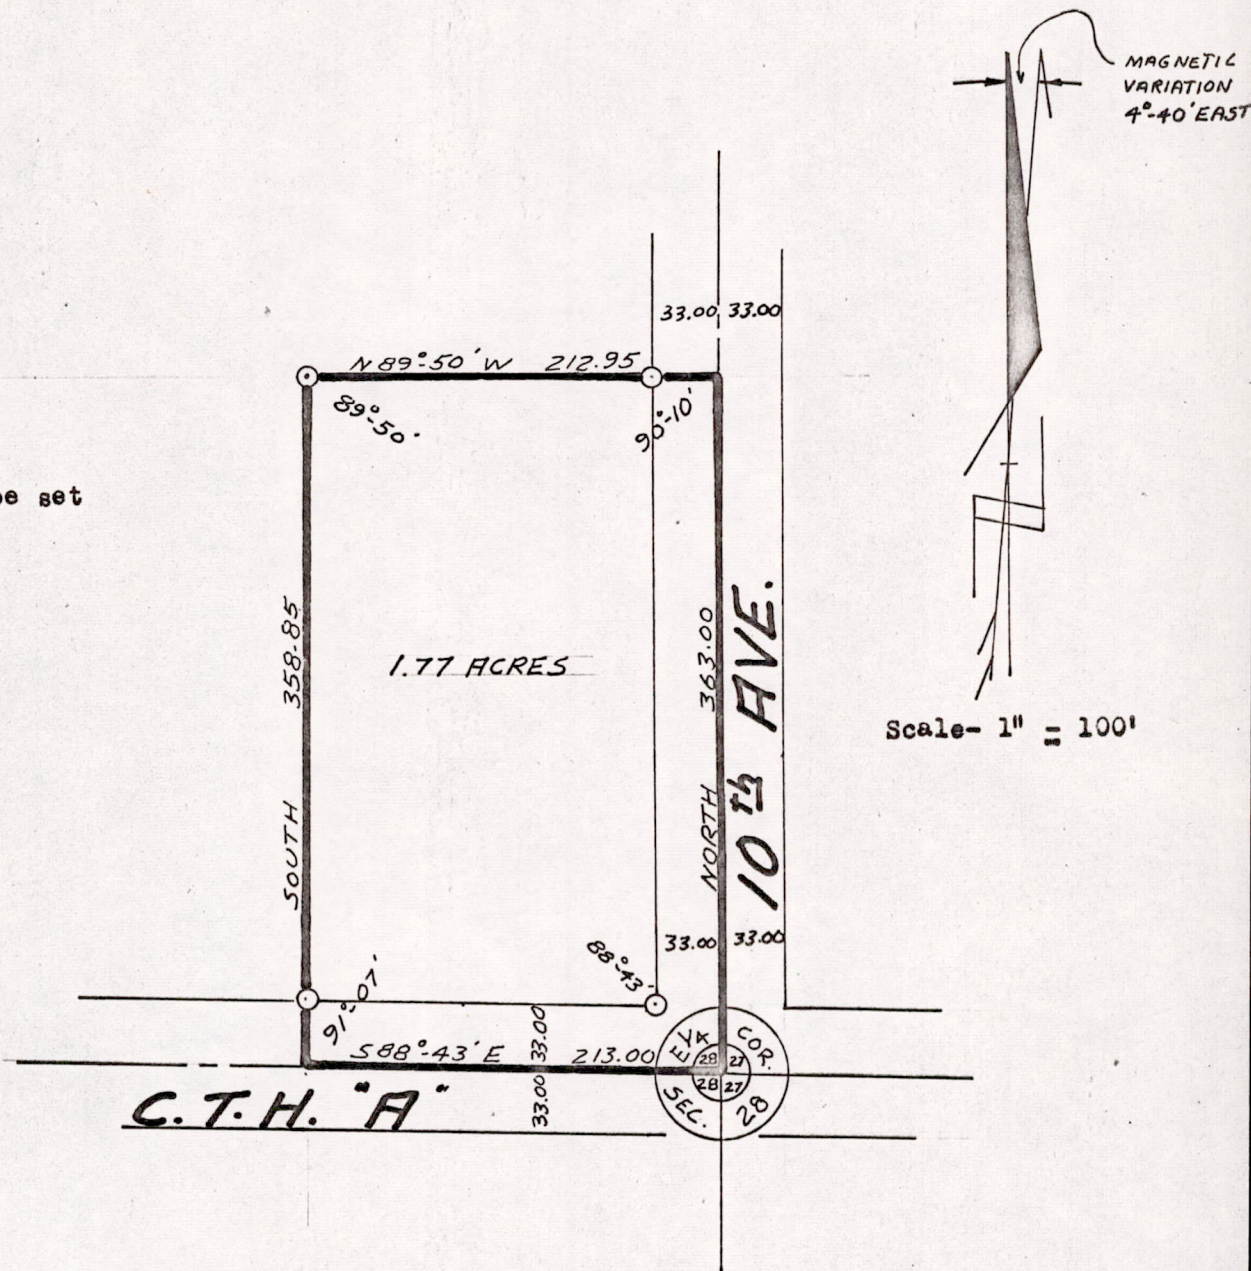 MAGNETIC
VARIATION
4°-40' EAST
33.00 33.00
N 89°-50' W 212.95
89°-50'
90°-10'
e set
358.85
SOUTH
1.77 ACRES
363.00
NORTH
10th AVE.
Scale- 1" = 100'
33.00 33.00
88°-43'
91°-07'
33.00
33.00
S 88°-43' E 213.00
E 1/4 COR.
28 27
28 27
SEC. 28
C.T.H. "A"